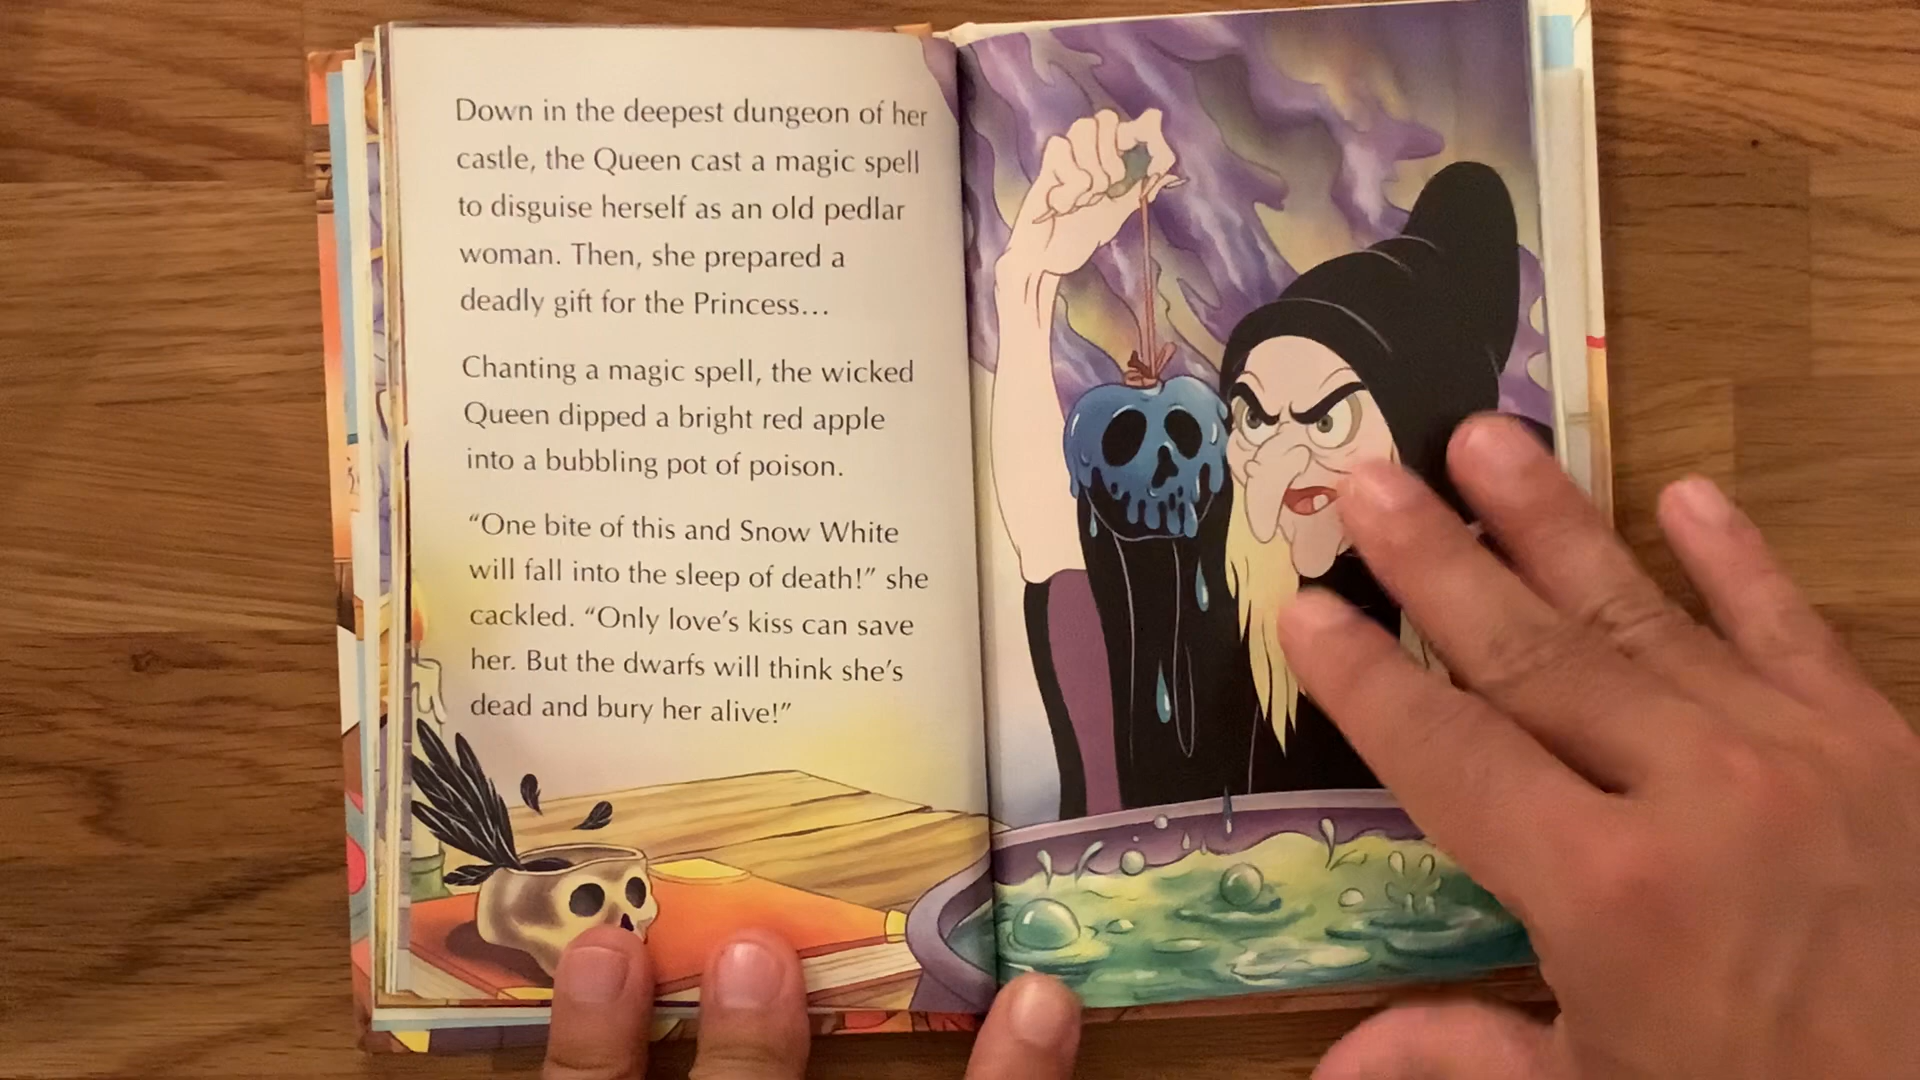 Down in the deepest dungeon of her
castle, the Queen cast a magic spell
to disguise herself as an old pedlar
woman. Then, she prepared a
deadly gift for the Princess…
Chanting a magic spell, the wicked
Queen dipped a bright red apple
into a bubbling pot of poison.
“One bite of this and Snow White
will fall into the sleep of death!” she
cackled. “Only love’s kiss can save
her. But the dwarfs will think she’s
dead and bury her alive!”